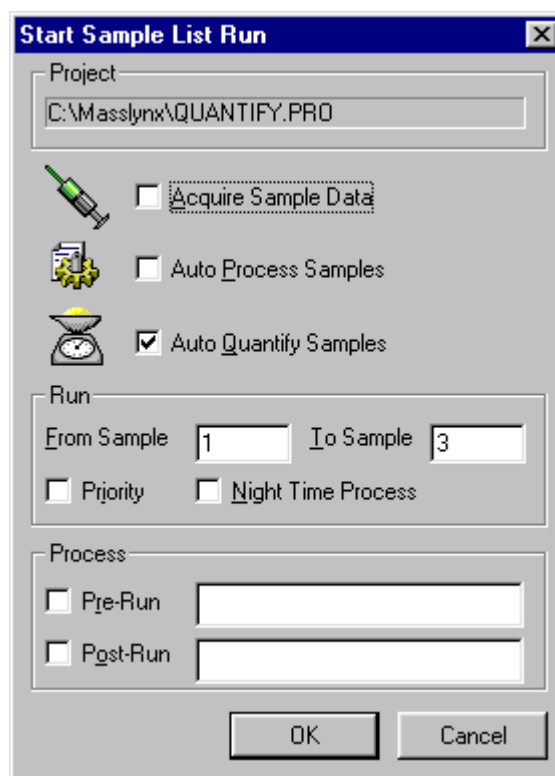 Start Sample List Run
Project
C:\Masslynx\QUANTIFY.PRO
Acquire Sample Data
Auto Process Samples
Auto Quantify Samples
Run
From Sample 1 To Sample 3
Priority Night Time Process
Process
Pre-Run
Post-Run
OK Cancel